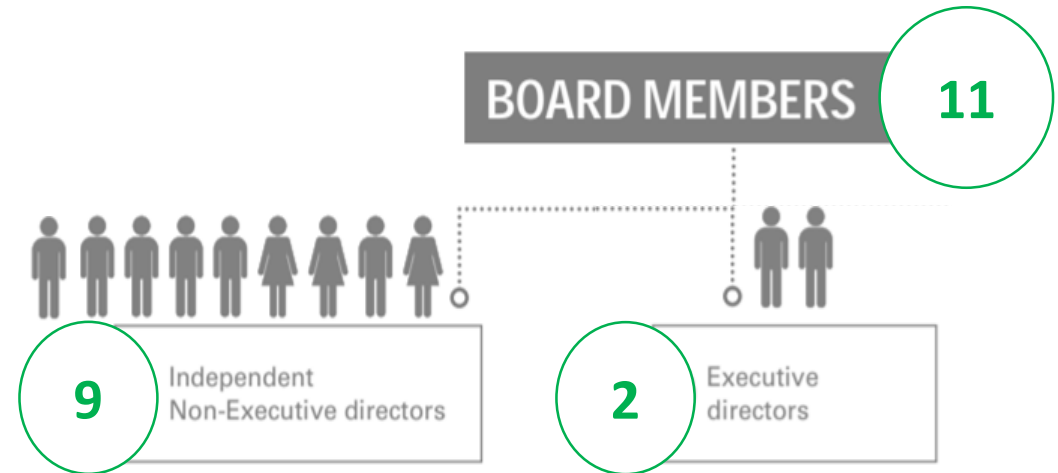 BOARD MEMBERS 11
9
Independent
Non-Executive directors
2
Executive
directors